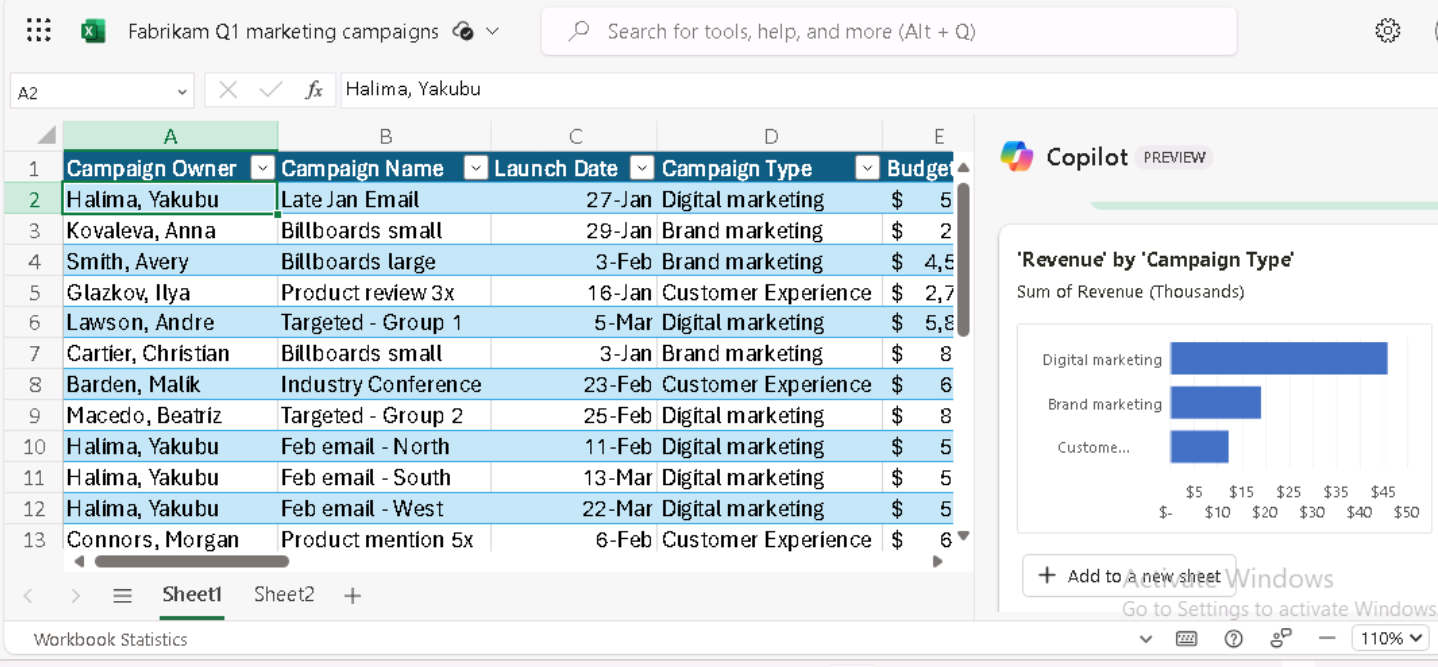 Fabrikam Q1 marketing campaigns
Search for tools, help, and more (Alt + Q)
A2 fx Halima, Yakubu
A B C D E
1 Campaign Owner Campaign Name Launch Date Campaign Type Budget
2 Halima, Yakubu Late Jan Email 27-Jan Digital marketing $ 5
3 Kovaleva, Anna Billboards small 29-Jan Brand marketing $ 2
4 Smith, Avery Billboards large 3-Feb Brand marketing $ 4,5
5 Glazkov, Ilya Product review 3x 16-Jan Customer Experience $ 2,7
6 Lawson, Andre Targeted - Group 1 5-Mar Digital marketing $ 5,8
7 Cartier, Christian Billboards small 3-Jan Brand marketing $ 8
8 Barden, Malik Industry Conference 23-Feb Customer Experience $ 6
9 Macedo, Beatriz Targeted - Group 2 25-Feb Digital marketing $ 8
10 Halima, Yakubu Feb email - North 11-Feb Digital marketing $ 5
11 Halima, Yakubu Feb email - South 13-Mar Digital marketing $ 5
12 Halima, Yakubu Feb email - West 22-Mar Digital marketing $ 5
13 Connors, Morgan Product mention 5x 6-Feb Customer Experience $ 6
Sheet1 Sheet2
Workbook Statistics
Copilot PREVIEW
'Revenue' by 'Campaign Type'
Sum of Revenue (Thousands)
Digital marketing
Brand marketing
Custome...
$5 $15 $25 $35 $45
$- $10 $20 $30 $40 $50
+ Add to a new sheet
Activate Windows
Go to Settings to activate Windows.
110%